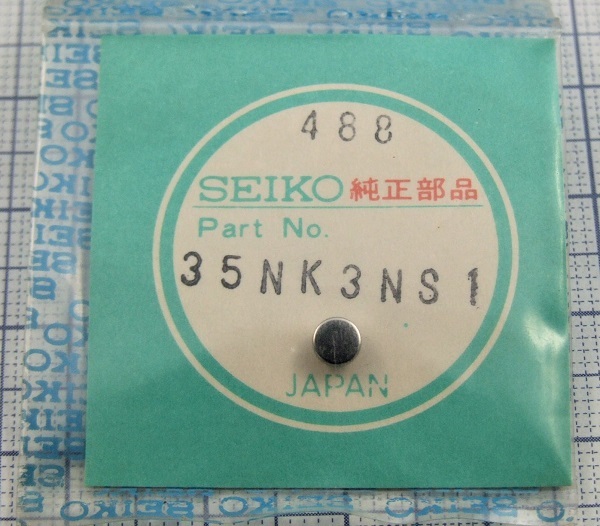 488
SEIKO 純正部品
Part No.
35NK3NS1
JAPAN